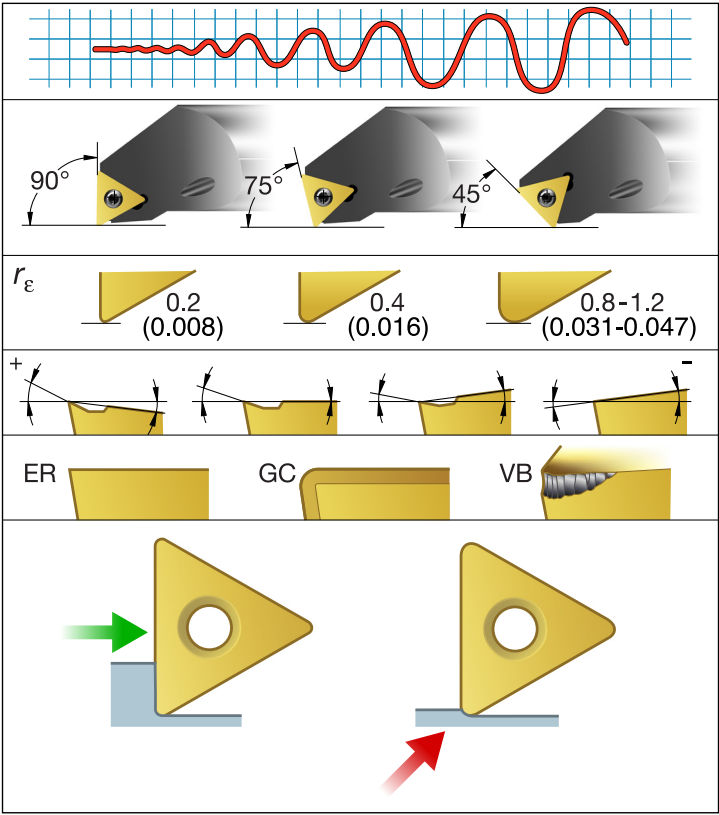 90°
75°
45°
rε
0.2
(0.008)
0.4
(0.016)
0.8-1.2
(0.031-0.047)
+
-
ER
GC
VB